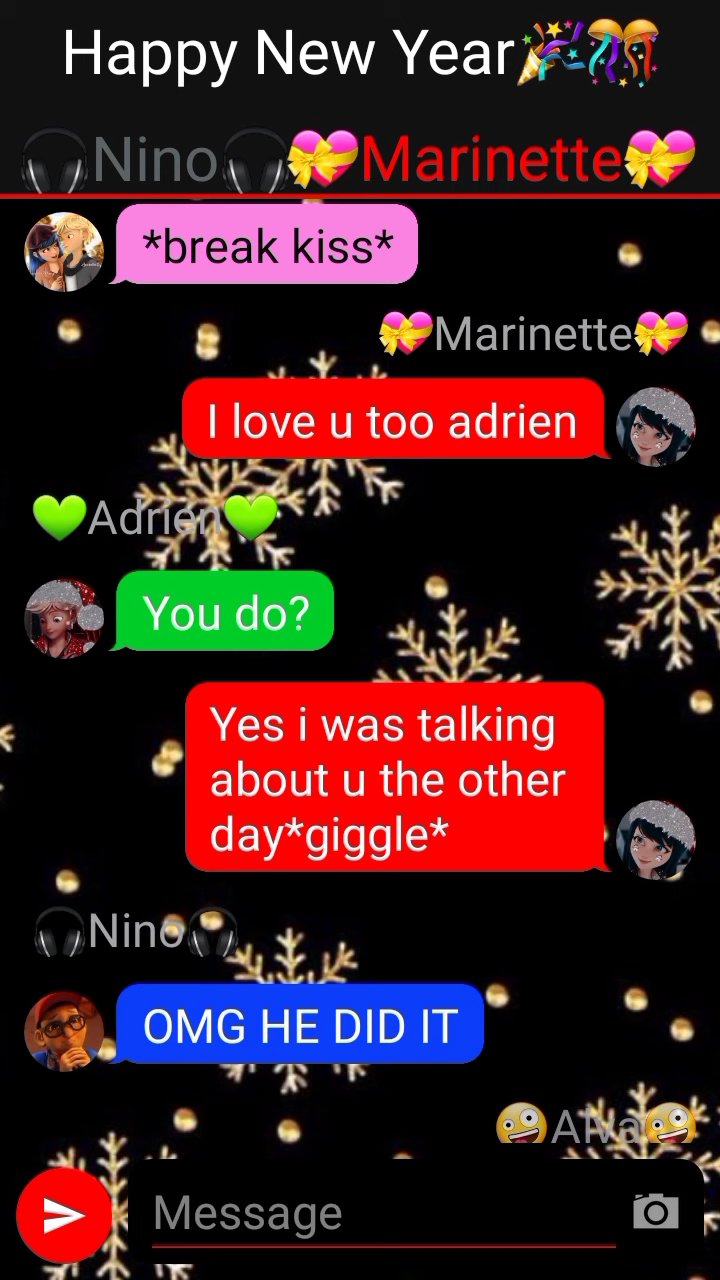 Happy New Year🎉🎊
🎧Nino🎧💝Marinette💝
*break kiss*
💝Marinette💝
I love u too adrien
💚Adrien💚
You do?
Yes i was talking
about u the other
day*giggle*
🎧Nino🎧
OMG HE DID IT
🤪Alya🤪
Message